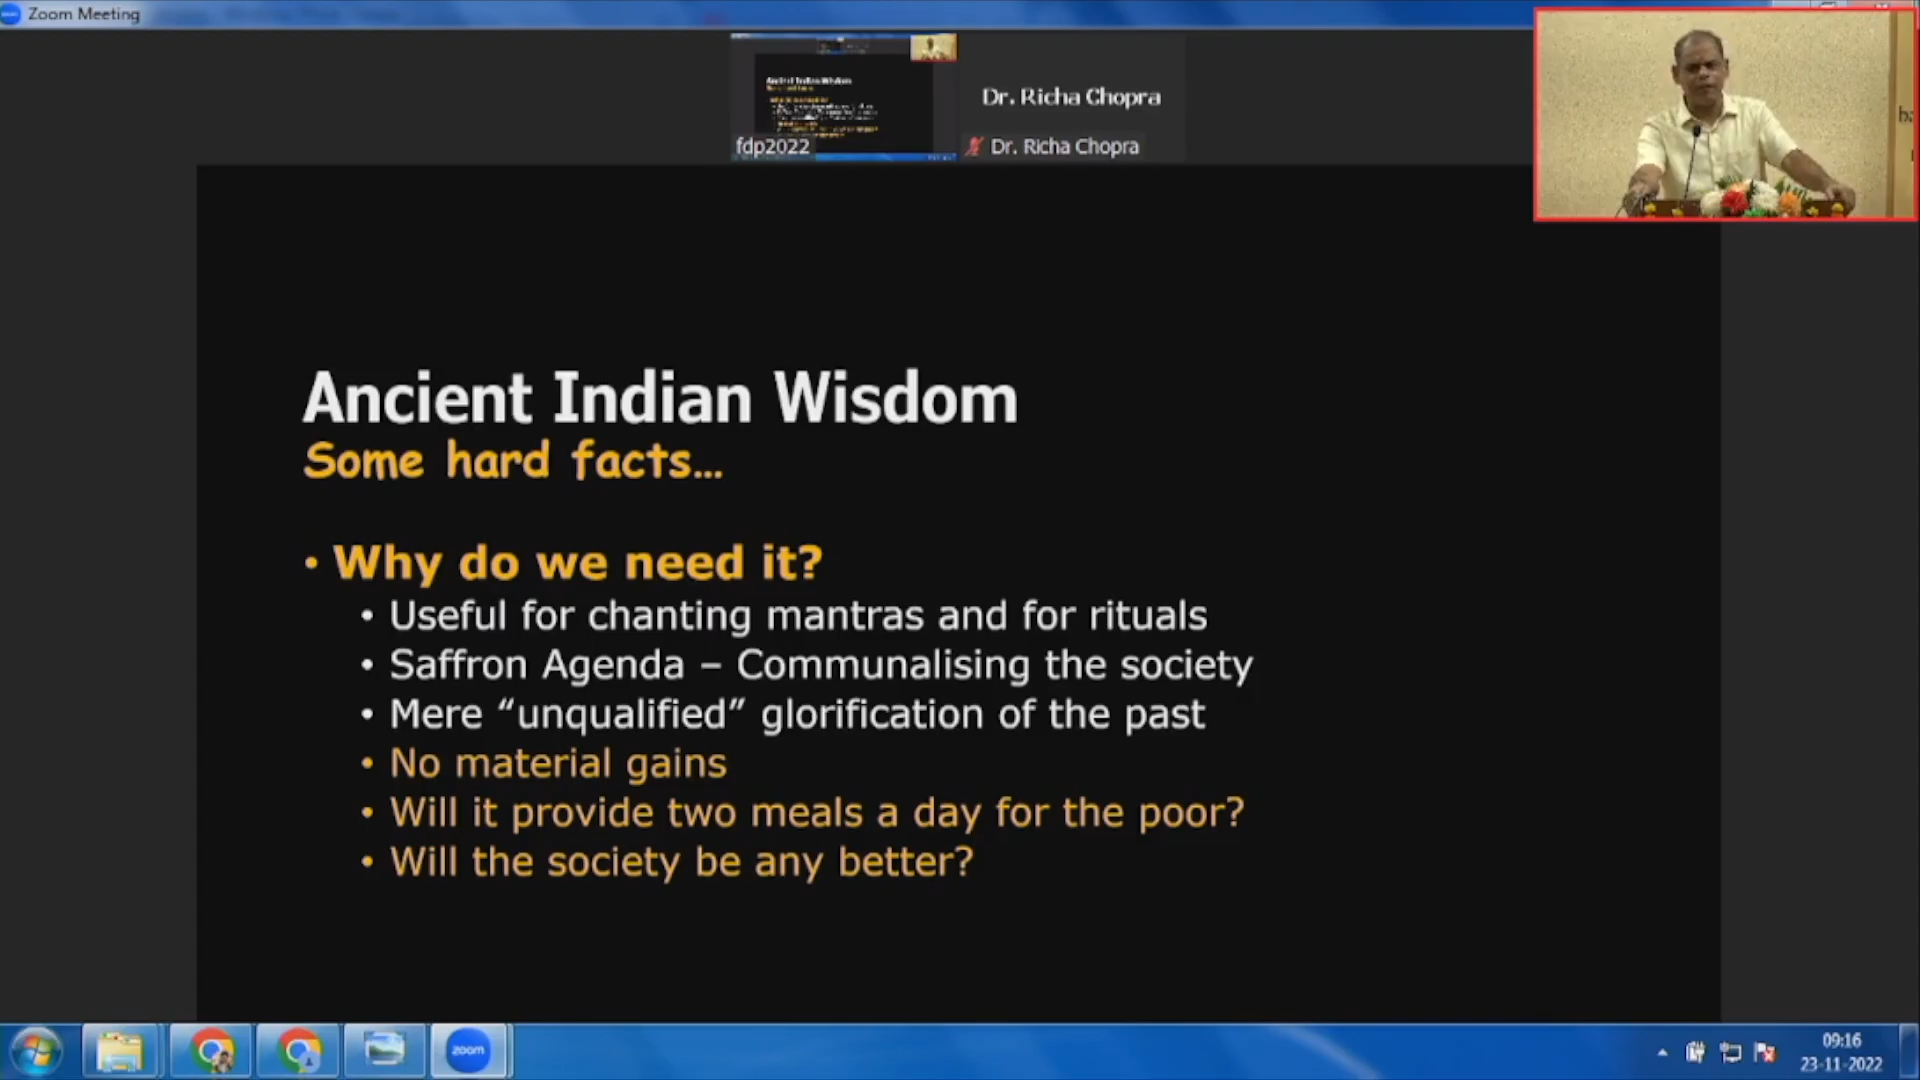 Zoom Meeting
fdp2022
Dr. Richa Chopra
Dr. Richa Chopra
Ancient Indian Wisdom
Some hard facts...
• Why do we need it?
• Useful for chanting mantras and for rituals
• Saffron Agenda – Communalising the society
• Mere “unqualified” glorification of the past
• No material gains
• Will it provide two meals a day for the poor?
• Will the society be any better?
zoom
09:16
23-11-2022